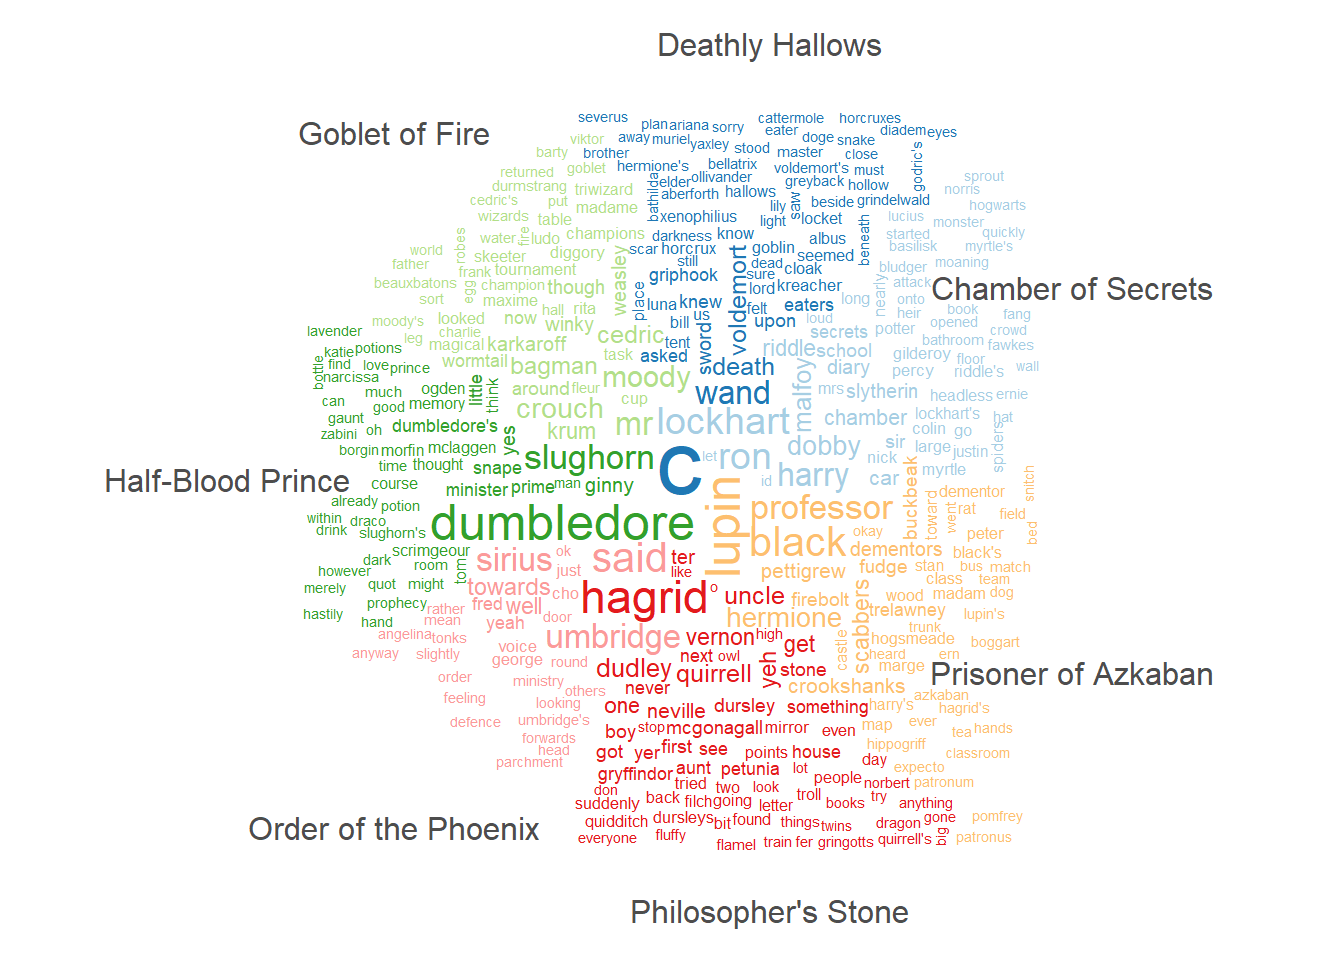 Deathly Hallows
Goblet of Fire
Chamber of Secrets
Half-Blood Prince
Prisoner of Azkaban
Order of the Phoenix
Philosopher's Stone
severus plan ariana sorry cattermole horcruxes
away muriel eater doge snake diadem eyes
brother yaxley stood master close
hermione's bellatrix voldemort's must godric's
elder ollivander greyback hollow
bathilda aberforth hallows saw beside grindelwald
xenophilius lily light locket
darkness know albus beneath
scar horcrux still goblin seemed
griphook dead sure cloak
place luna knew us lord kreacher
bill felt eaters
tent sword voldemort upon
asked death
wand
C
viktor
barty
returned goblet
durmstrang triwizard
cedric's put madame
wizards table champions
water fire ludo
world robes skeeter diggory
father frank tournament weasley
beauxbatons egg champion though
sort maxime hall rita
moody's looked now winky
leg charlie cedric
magical karkaroff task
wormtail bagman moody
around fleur
cup
crouch mr
krum
sprout
norris
hogwarts
lucius monster
started quickly
basilisk myrtle's
bludger moaning
nearly attack
long onto book
heir fang
loud potter opened crowd
secrets bathroom fawkes
riddle school gilderoy floor wall
malfoy diary percy riddle's
mrs slytherin headless ernie
lockhart chamber lockhart's hat
colin go spiders
dobby sir large justin
let ron nick myrtle
id harry car
lavender
katie potions
bottle find love prince
narcissa
much ogden little think
can good memory
gaunt dumbledore's yes
zabini oh
borgin morfin mclaggen slughorn
time thought snape
course minister prime man ginny
already potion
within draco dumbledore
drink slughorn's
scrimgeour
dark room tom
however
merely quot might
prophecy
hastily hand
sirius ok said
just
towards cho
rather fred well
mean yeah door
angelina tonks umbridge
anyway slightly voice
george round
order ministry
feeling others
looking
defence umbridge's
forwards
head
parchment
lupin professor buckbeak snitch
toward went dementor
rat field bed
black okay peter
dementors black's
pettigrew fudge stan bus match
class team
firebolt wood madam dog
hermione scabbers trelawney lupin's
trunk
castle hogsmeade boggart
heard ern
marge
crookshanks azkaban
harry's hagrid's
map ever
tea hands
hippogriff classroom
expecto
patronum
pomfrey
patronus
ter
like
hagrid o uncle
vernon high get
next owl
dudley quirrell yeh stone
never
one neville dursley something
boy stop mcgonagall mirror even
got yer first see points house
day
gryffindor aunt petunia lot people norbert
don tried two look troll try
suddenly back filch going letter books anything
quidditch dursleys bit found things twins dragon gone
everyone fluffy flamel train fer gringotts quirrell's big